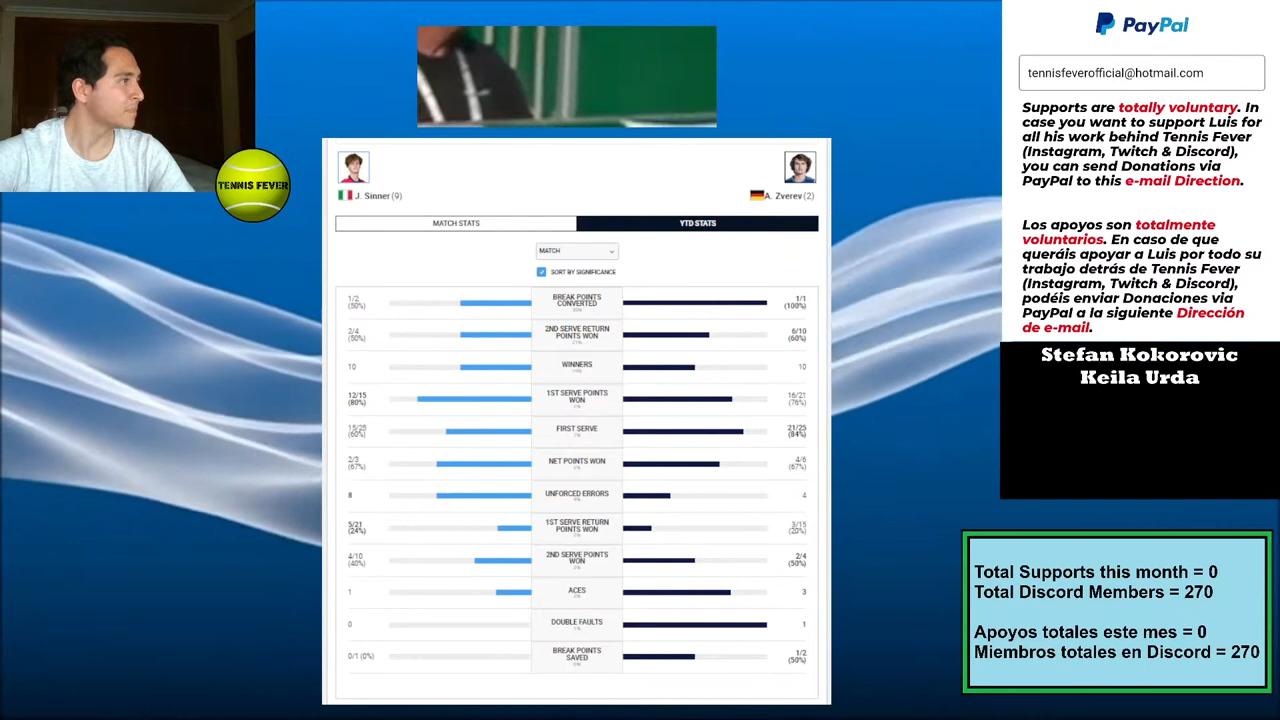 TENNIS FEVER
J. Sinner (9)
A. Zverev (2)
MATCH STATS
YTD STATS
MATCH
SORT BY SIGNIFICANCE
1/2
(50%)
BREAK POINTS
CONVERTED
1/1
(100%)
2/4
(50%)
2ND SERVE RETURN
POINTS WON
6/10
(60%)
10
WINNERS
10
12/15
(80%)
1ST SERVE POINTS
WON
16/21
(76%)
15/25
(60%)
FIRST SERVE
21/25
(84%)
2/3
(67%)
NET POINTS WON
4/6
(67%)
8
UNFORCED ERRORS
4
5/21
(24%)
1ST SERVE RETURN
POINTS WON
3/15
(20%)
4/10
(40%)
2ND SERVE POINTS
WON
2/4
(50%)
1
ACES
3
0
DOUBLE FAULTS
1
0/1 (0%)
BREAK POINTS
SAVED
1/2
(50%)
PayPal
tennisfeverofficial@hotmail.com
Supports are totally voluntary. In
case you want to support Luis for
all his work behind Tennis Fever
(Instagram, Twitch & Discord),
you can send Donations via
PayPal to this e-mail Direction.
Los apoyos son totalmente
voluntarios. En caso de que
queráis apoyar a Luis por todo su
trabajo detrás de Tennis Fever
(Instagram, Twitch & Discord),
podéis enviar Donaciones via
PayPal a la siguiente Dirección
de e-mail.
Stefan Kokorovic
Keila Urda
Total Supports this month = 0
Total Discord Members = 270
Apoyos totales este mes = 0
Miembros totales en Discord = 270